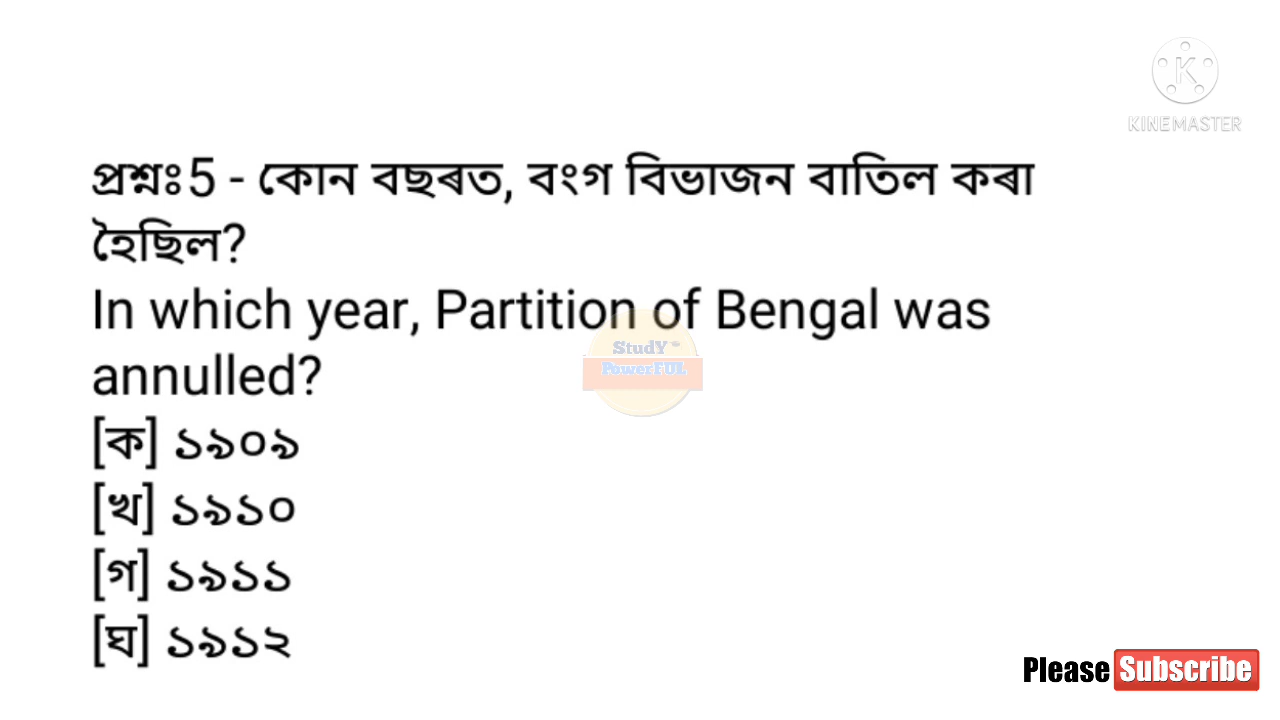 KINEMASTER
প্ৰশ্নঃ5 - কোন বছৰত, বংগ বিভাজন বাতিল কৰা
হৈছিল?
In which year, Partition of Bengal was
annulled?
StudY
PowerFUL
[ক] ১৯০৯
[খ] ১৯১০
[গ] ১৯১১
[ঘ] ১৯১২
Please Subscribe